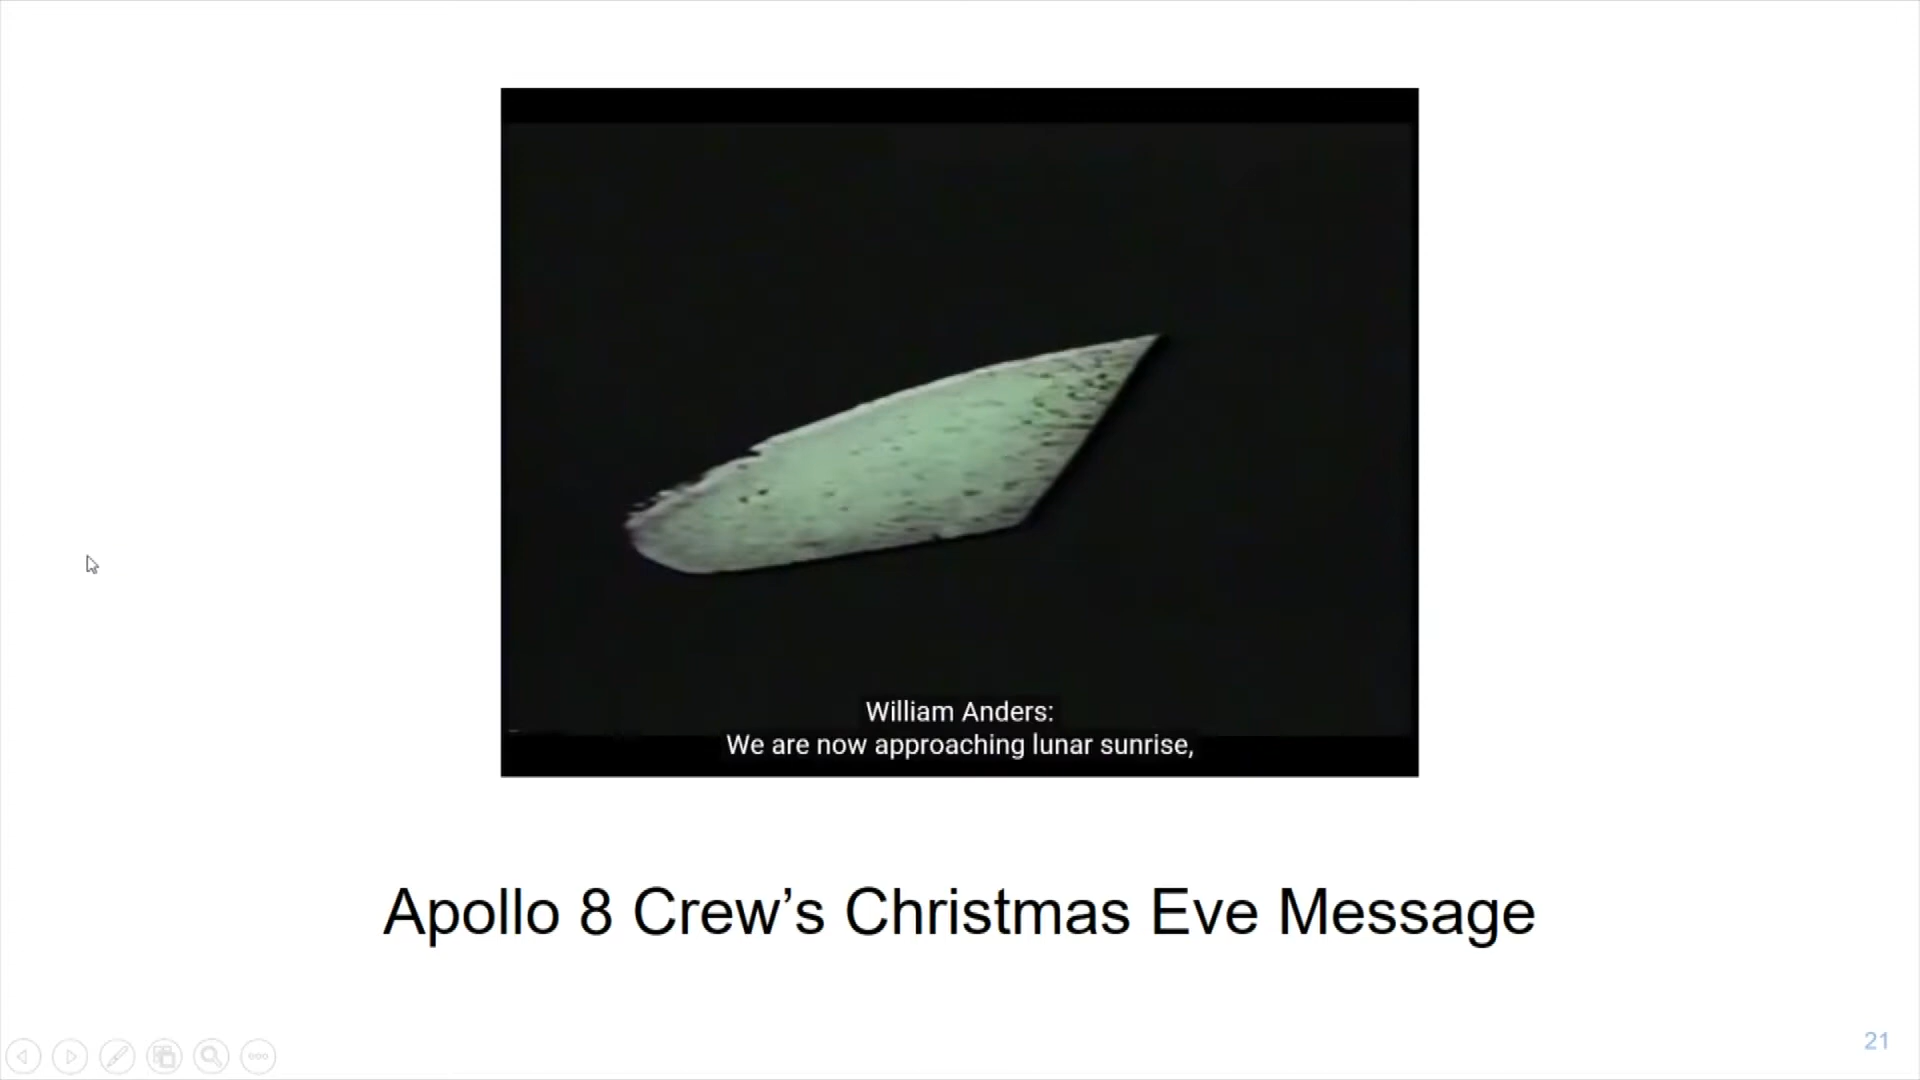 William Anders:
We are now approaching lunar sunrise,
Apollo 8 Crew’s Christmas Eve Message
21